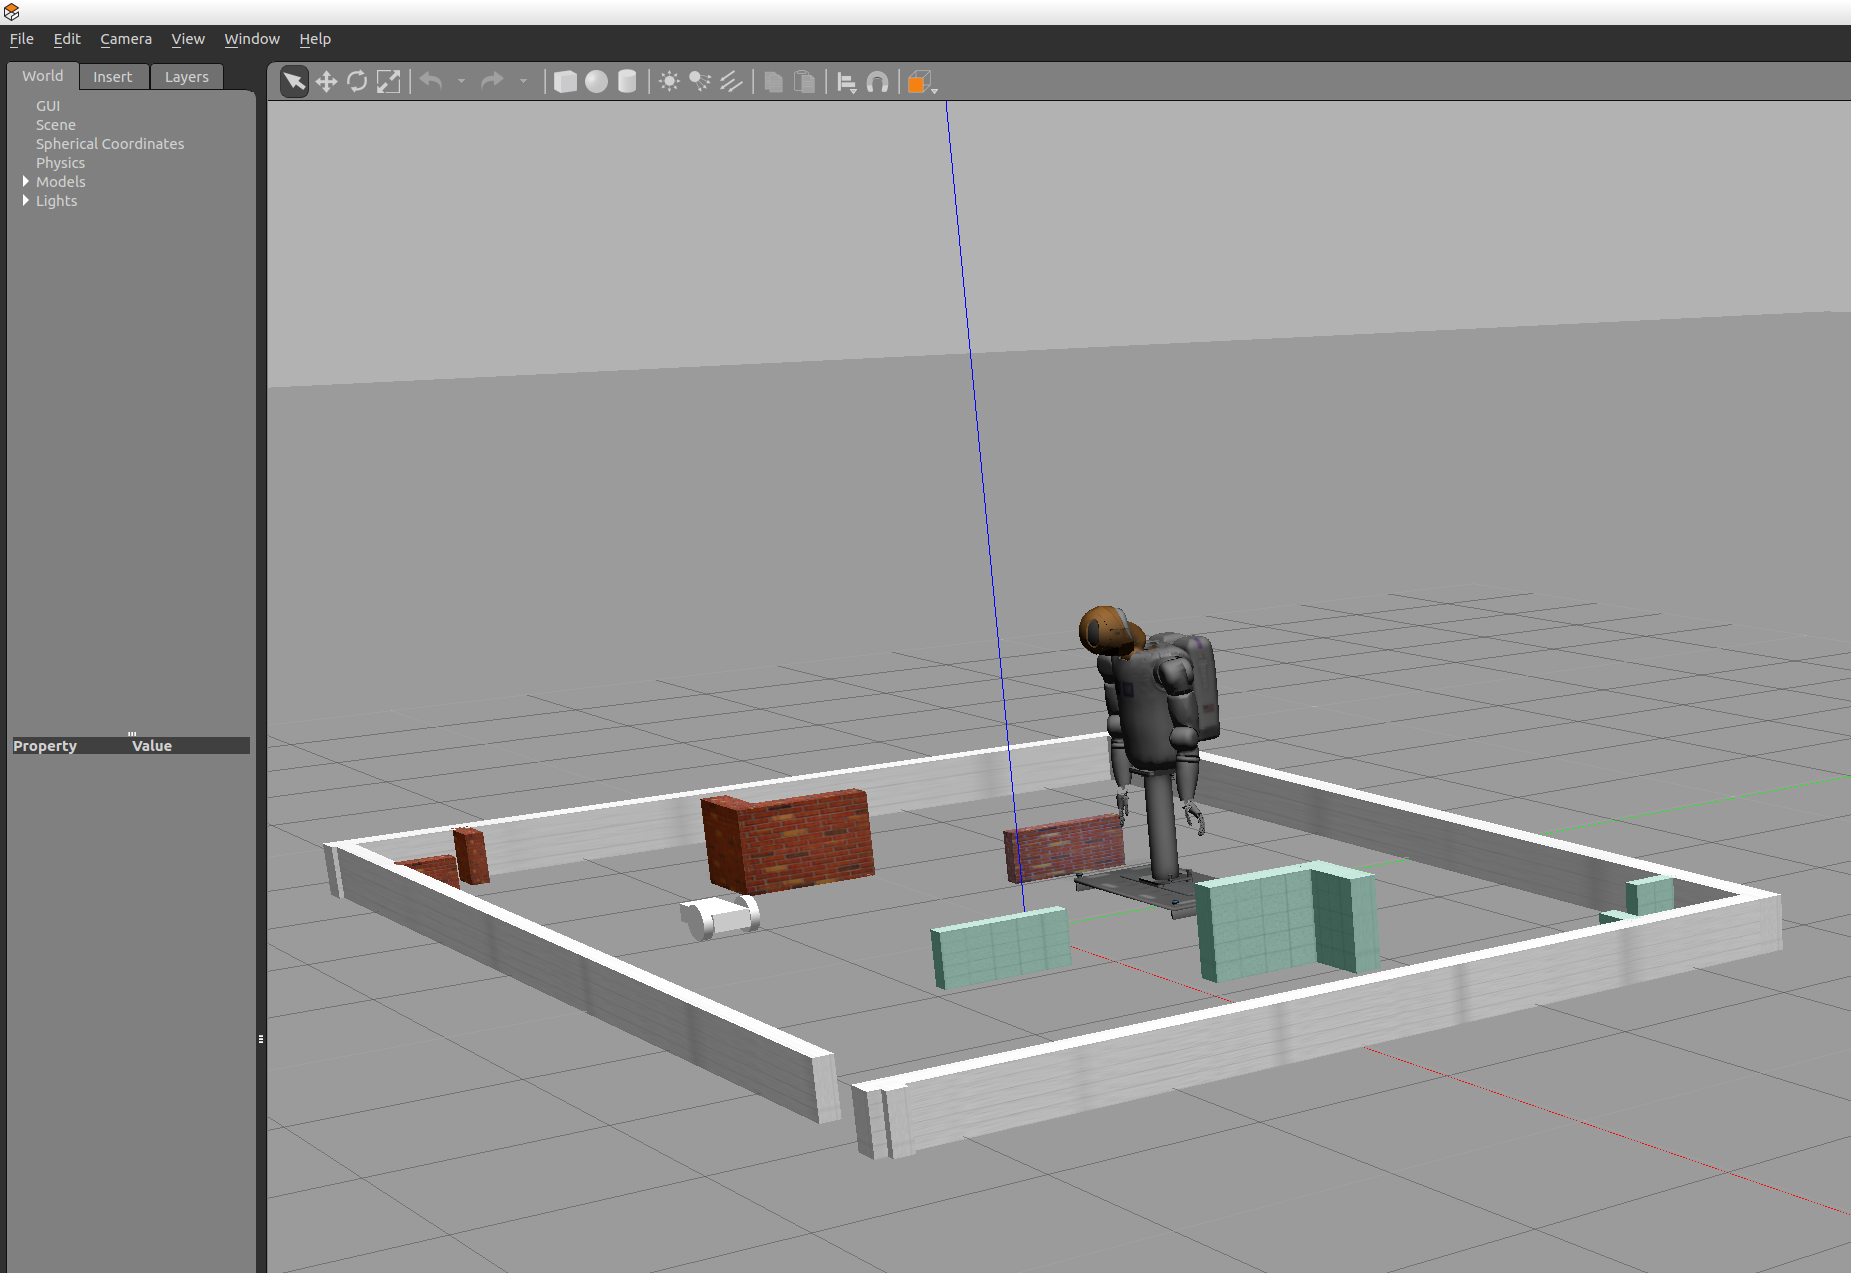 File Edit Camera View Window Help
World Insert Layers
GUI
Scene
Spherical Coordinates
Physics
Models
Lights
Property Value